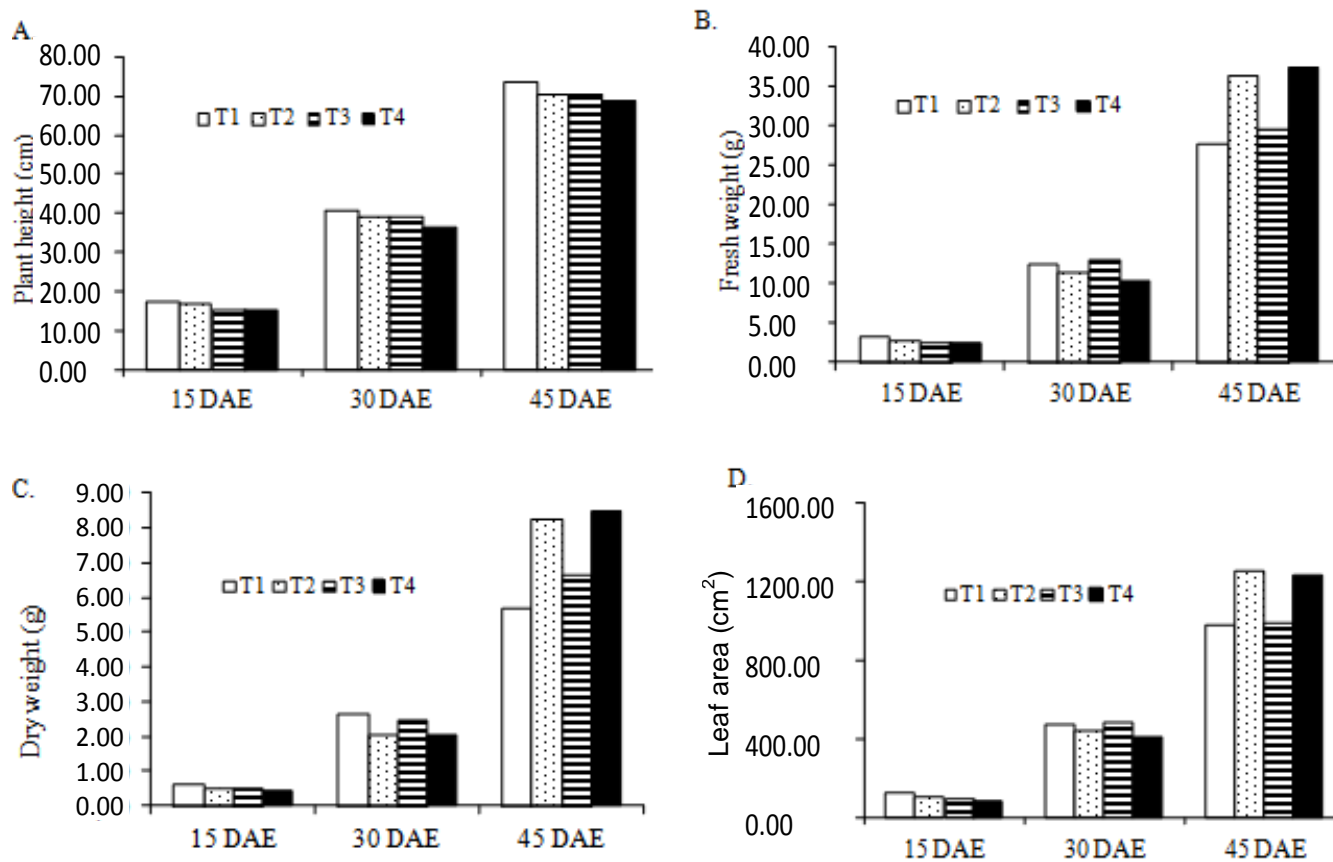 A.
80.00
70.00
60.00
50.00
40.00
30.00
20.00
10.00
0.00
Plant height (cm)
T1 T2 T3 T4
15 DAE 30 DAE 45 DAE
B.
40.00
35.00
30.00
25.00
20.00
15.00
10.00
5.00
0.00
Fresh weight (g)
T1 T2 T3 T4
15 DAE 30 DAE 45 DAE
C.
9.00
8.00
7.00
6.00
5.00
4.00
3.00
2.00
1.00
0.00
Dry weight (g)
T1 T2 T3 T4
15 DAE 30 DAE 45 DAE
D.
1600.00
1200.00
800.00
400.00
0.00
Leaf area (cm²)
T1 T2 T3 T4
15 DAE 30 DAE 45 DAE